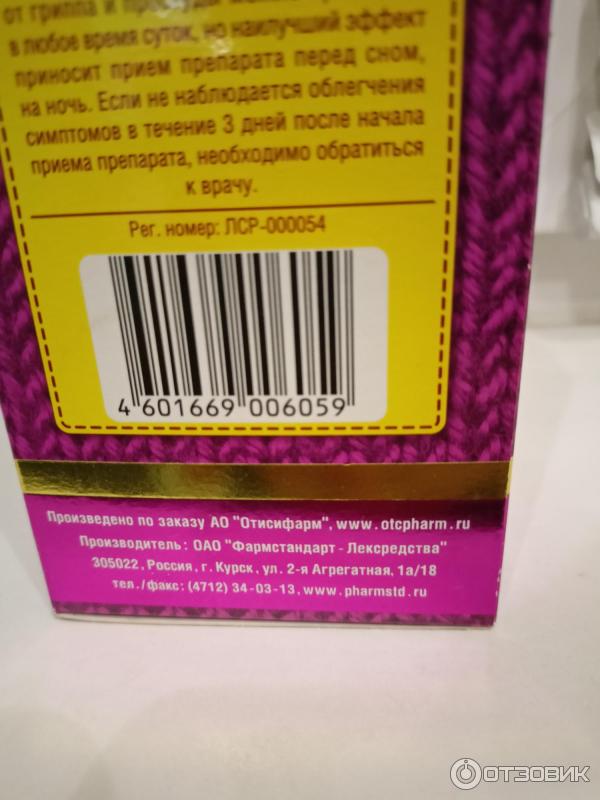 от гриппа и простуды
в любое время суток, но наилучший эффект
приносит прием препарата перед сном,
на ночь. Если не наблюдается облегчения
симптомов в течение 3 дней после начала
приема препарата, необходимо обратиться
к врачу.
Рег. номер: ЛСР-000054
4 601669 006059
Произведено по заказу АО "Отисифарм", www.otcpharm.ru
Производитель: ОАО "Фармстандарт-Лексредства"
305022, Россия, г. Курск, ул. 2-я Агрегатная, 1а/18
тел./факс: (4712) 34-03-13, www.pharmstd.ru
ОТЗОВИК